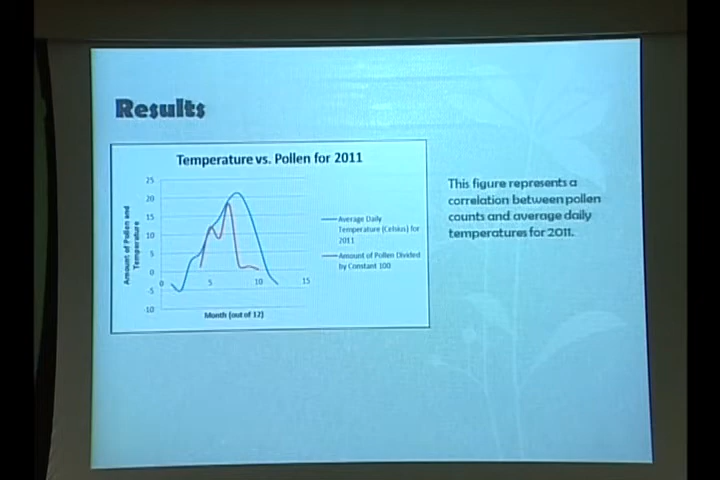 Results
Temperature vs. Pollen for 2011
25
20
15
10
5
0
-5
-10
0
5
10
15
Amount of Pollen and
Temperature
Month (out of 12)
Average Daily
Temperature (Celsius) for
2011
Amount of Pollen Divided
by Constant 100
This figure represents a
correlation between pollen
counts and average daily
temperatures for 2011.